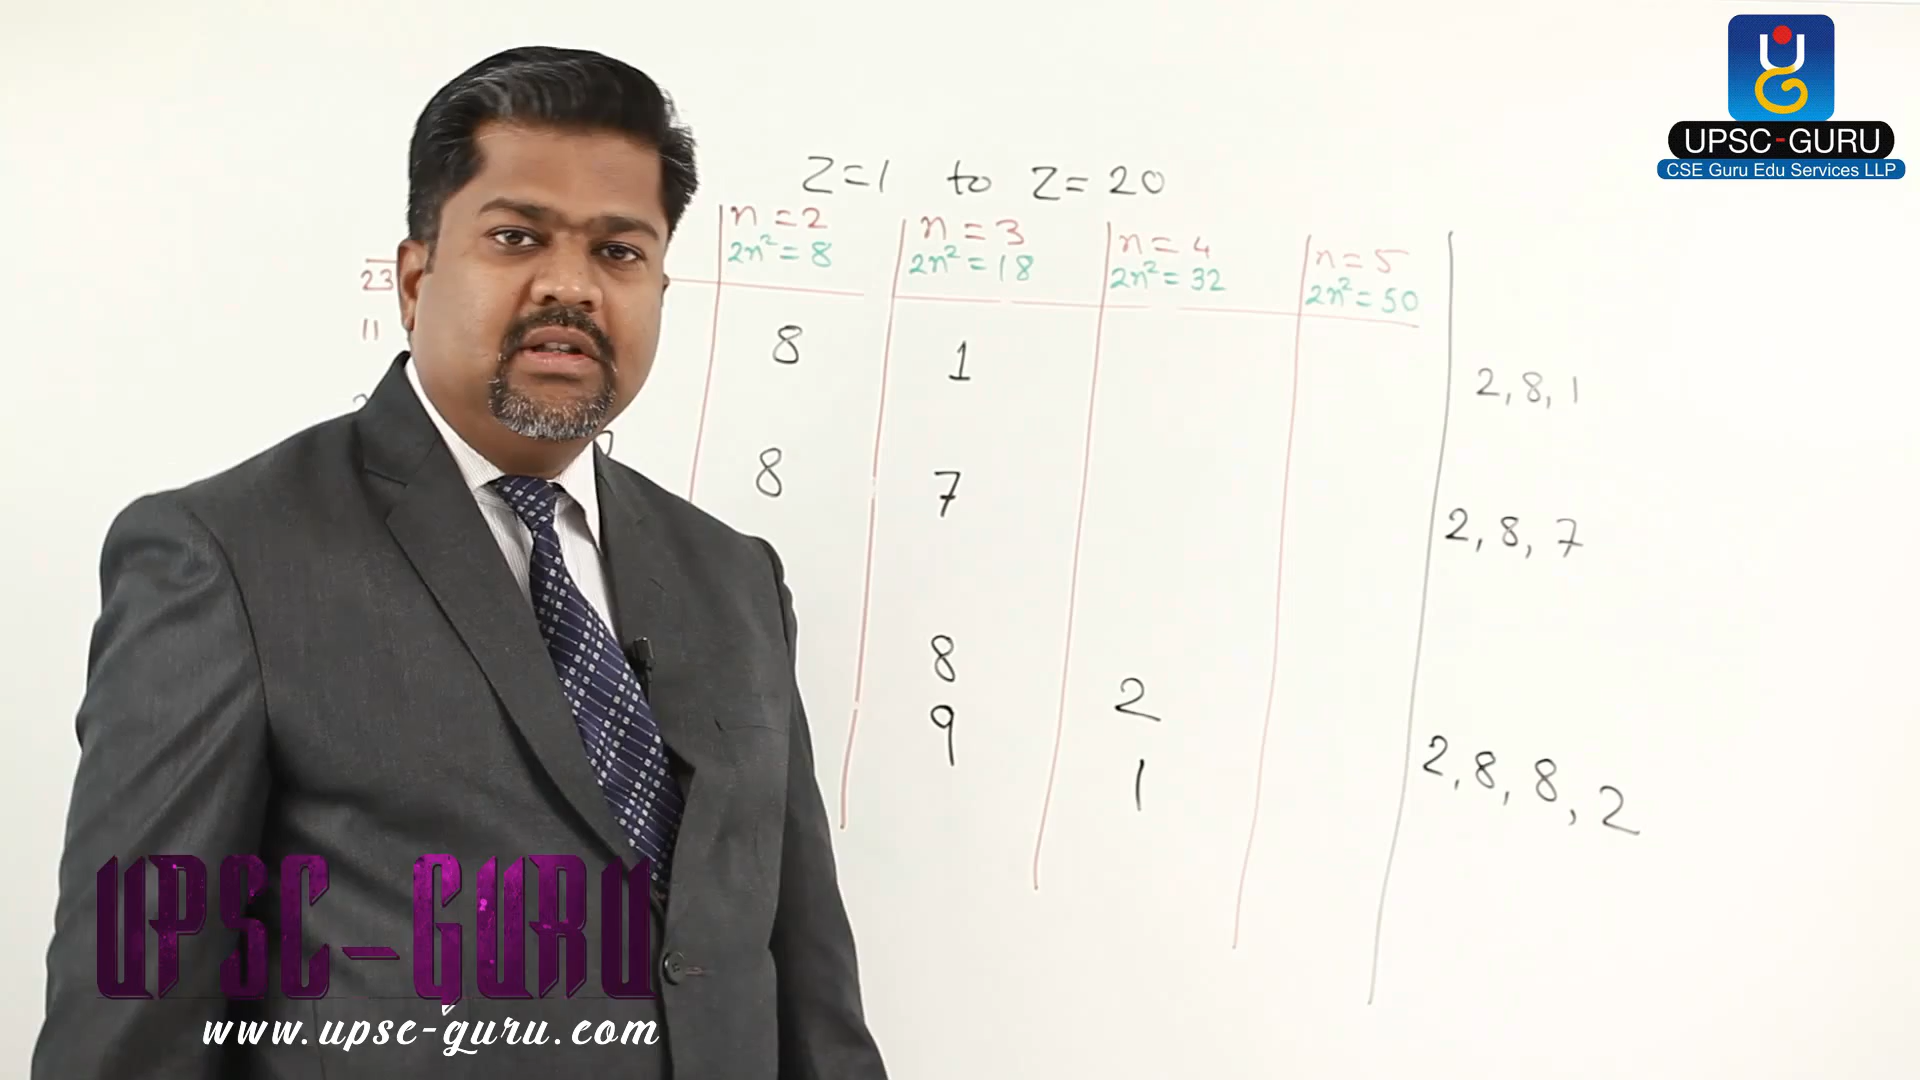 UPSC-GURU
CSE Guru Edu Services LLP
Z=1 to Z=20
n=2 n=3 n=4 n=5
2n²=8 2n²=18 2n²=32 2n²=50
23
11 8 1 2, 8, 1
8 7 2, 8, 7
8 2 2, 8, 8, 2
9 1
UPSC-GURU
www.upsc-guru.com